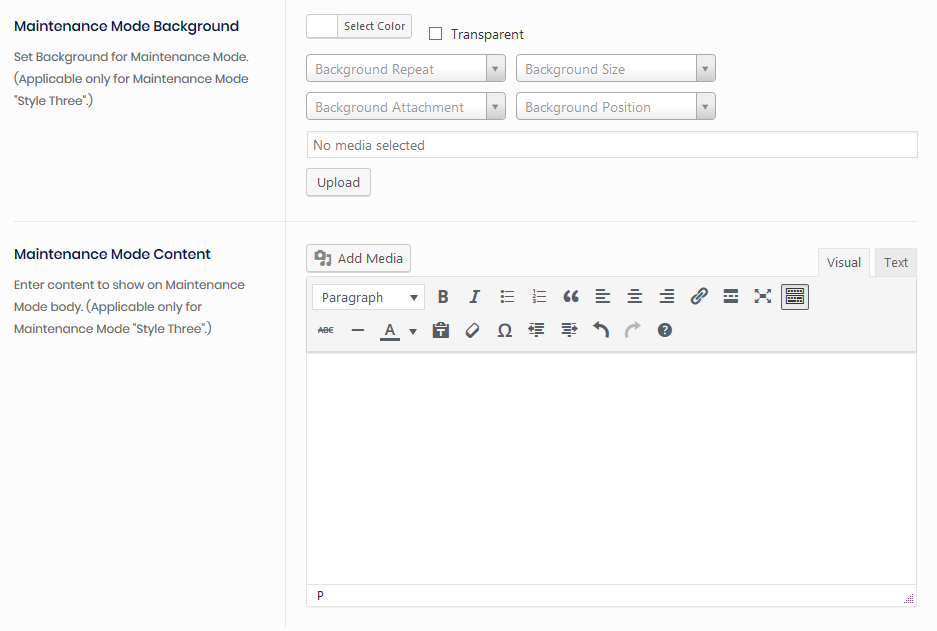 Maintenance Mode Background
Set Background for Maintenance Mode.
(Applicable only for Maintenance Mode
"Style Three".)
Select Color
Transparent
Background Repeat
Background Size
Background Attachment
Background Position
No media selected
Upload
Maintenance Mode Content
Enter content to show on Maintenance
Mode body. (Applicable only for
Maintenance Mode "Style Three".)
Add Media
Visual
Text
Paragraph
B
I
ABC
A
Ω
P